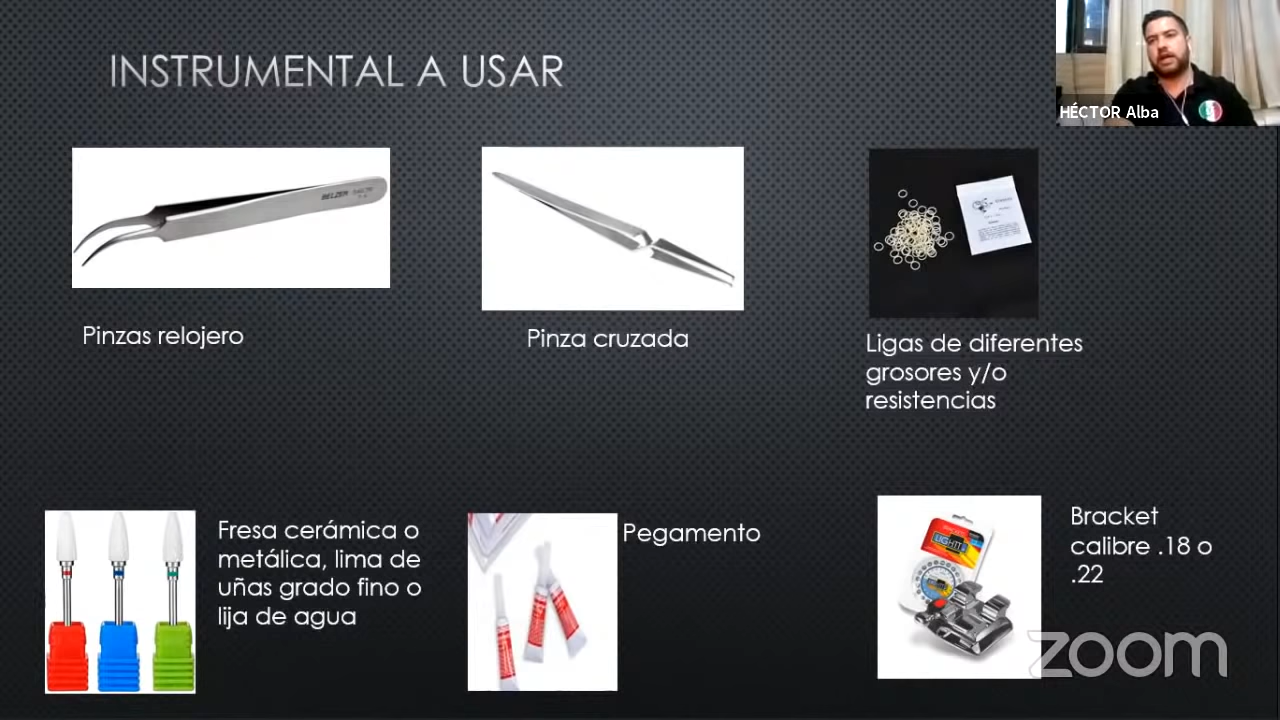 INSTRUMENTAL A USAR
HÉCTOR Alba
BELZER
Pinzas relojero
Pinza cruzada
Ligas de diferentes
grosores y/o
resistencias
Fresa cerámica o
metálica, lima de
uñas grado fino o
lija de agua
Pegamento
Bracket
calibre .18 o
.22
zoom